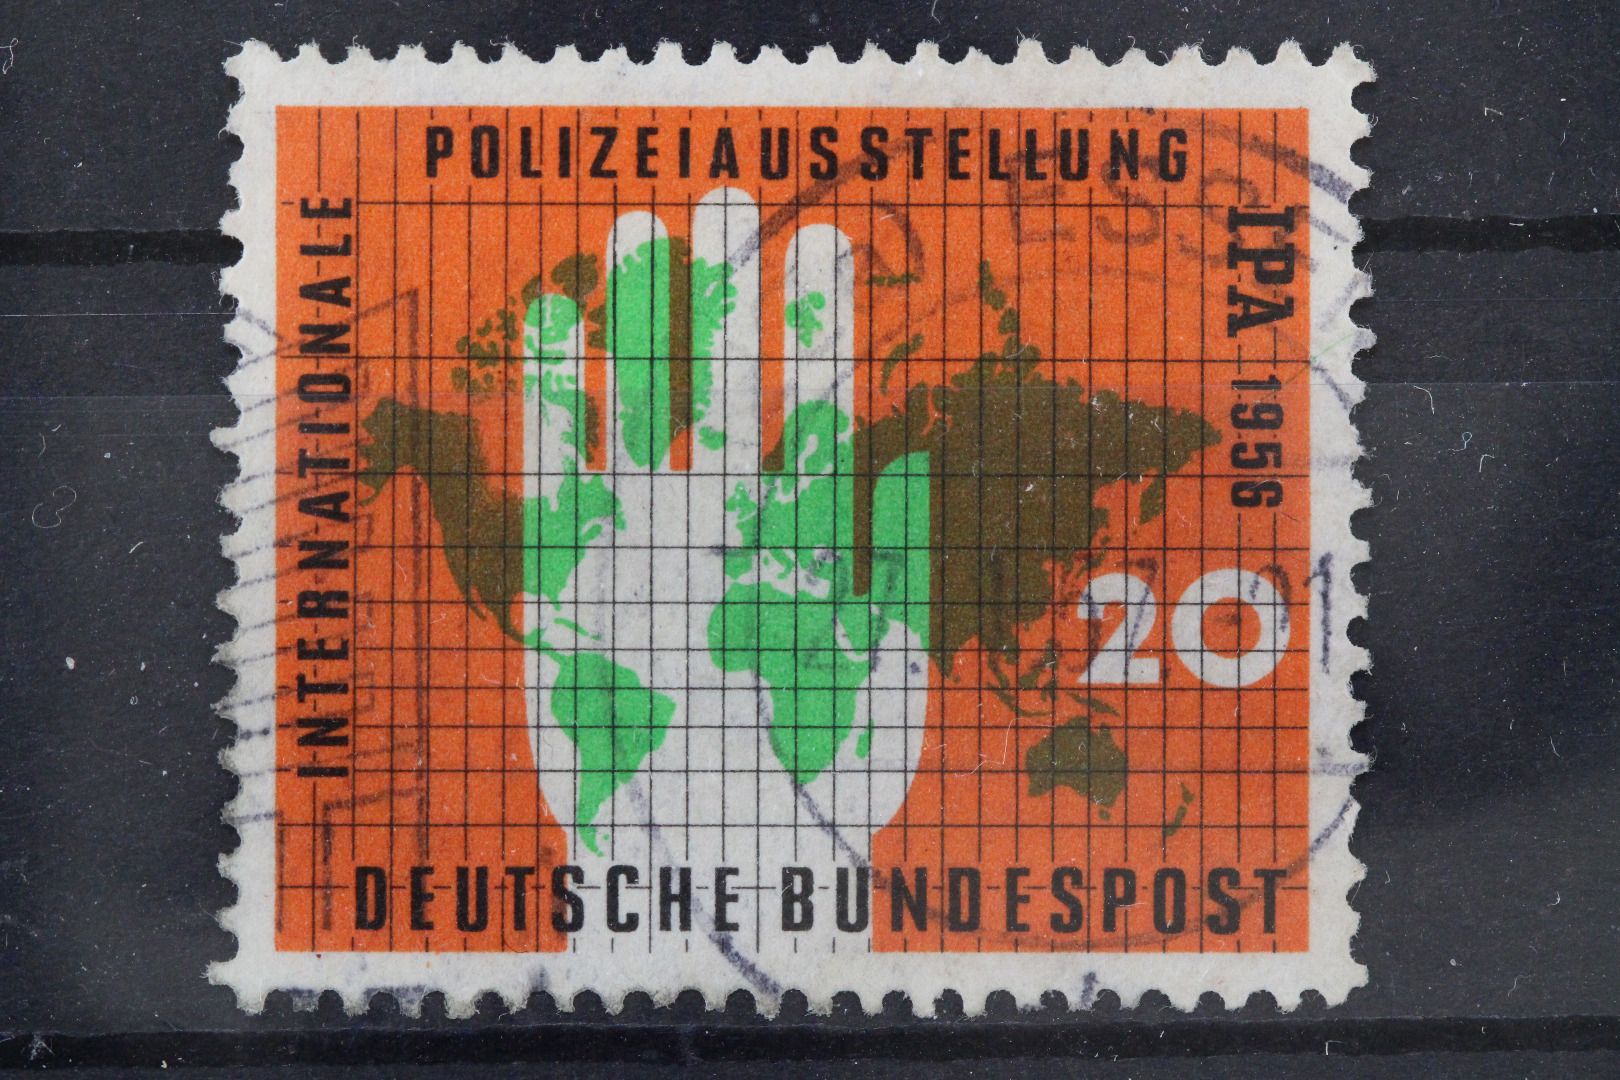 INTERNATIONALE
POLIZEIAUSSTELLUNG
IPA 1956
20
DEUTSCHE BUNDESPOST